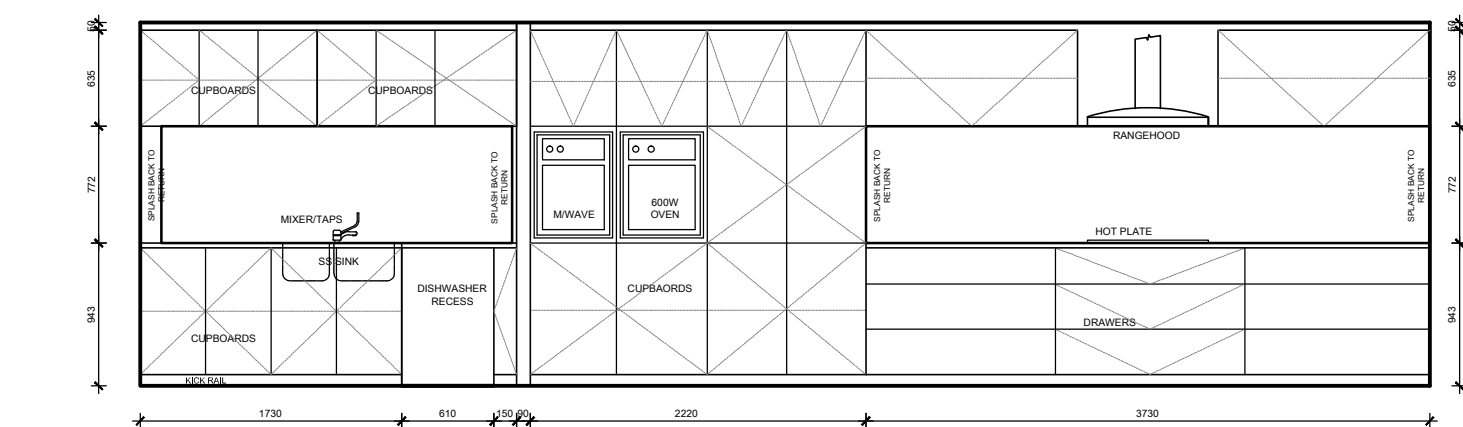 50
50
635
635
CUPBOARDS
CUPBOARDS
RANGEHOOD
772
SPLASH BACK TO
RETURN
SPLASH BACK TO
RETURN
SPLASH BACK TO
RETURN
SPLASH BACK TO
RETURN
772
MIXER/TAPS
M/WAVE
600W
OVEN
HOT PLATE
SS SINK
DISHWASHER
RECESS
CUPBAORDS
943
943
CUPBOARDS
DRAWERS
KICK RAIL
1730
610
150
90
2220
3730